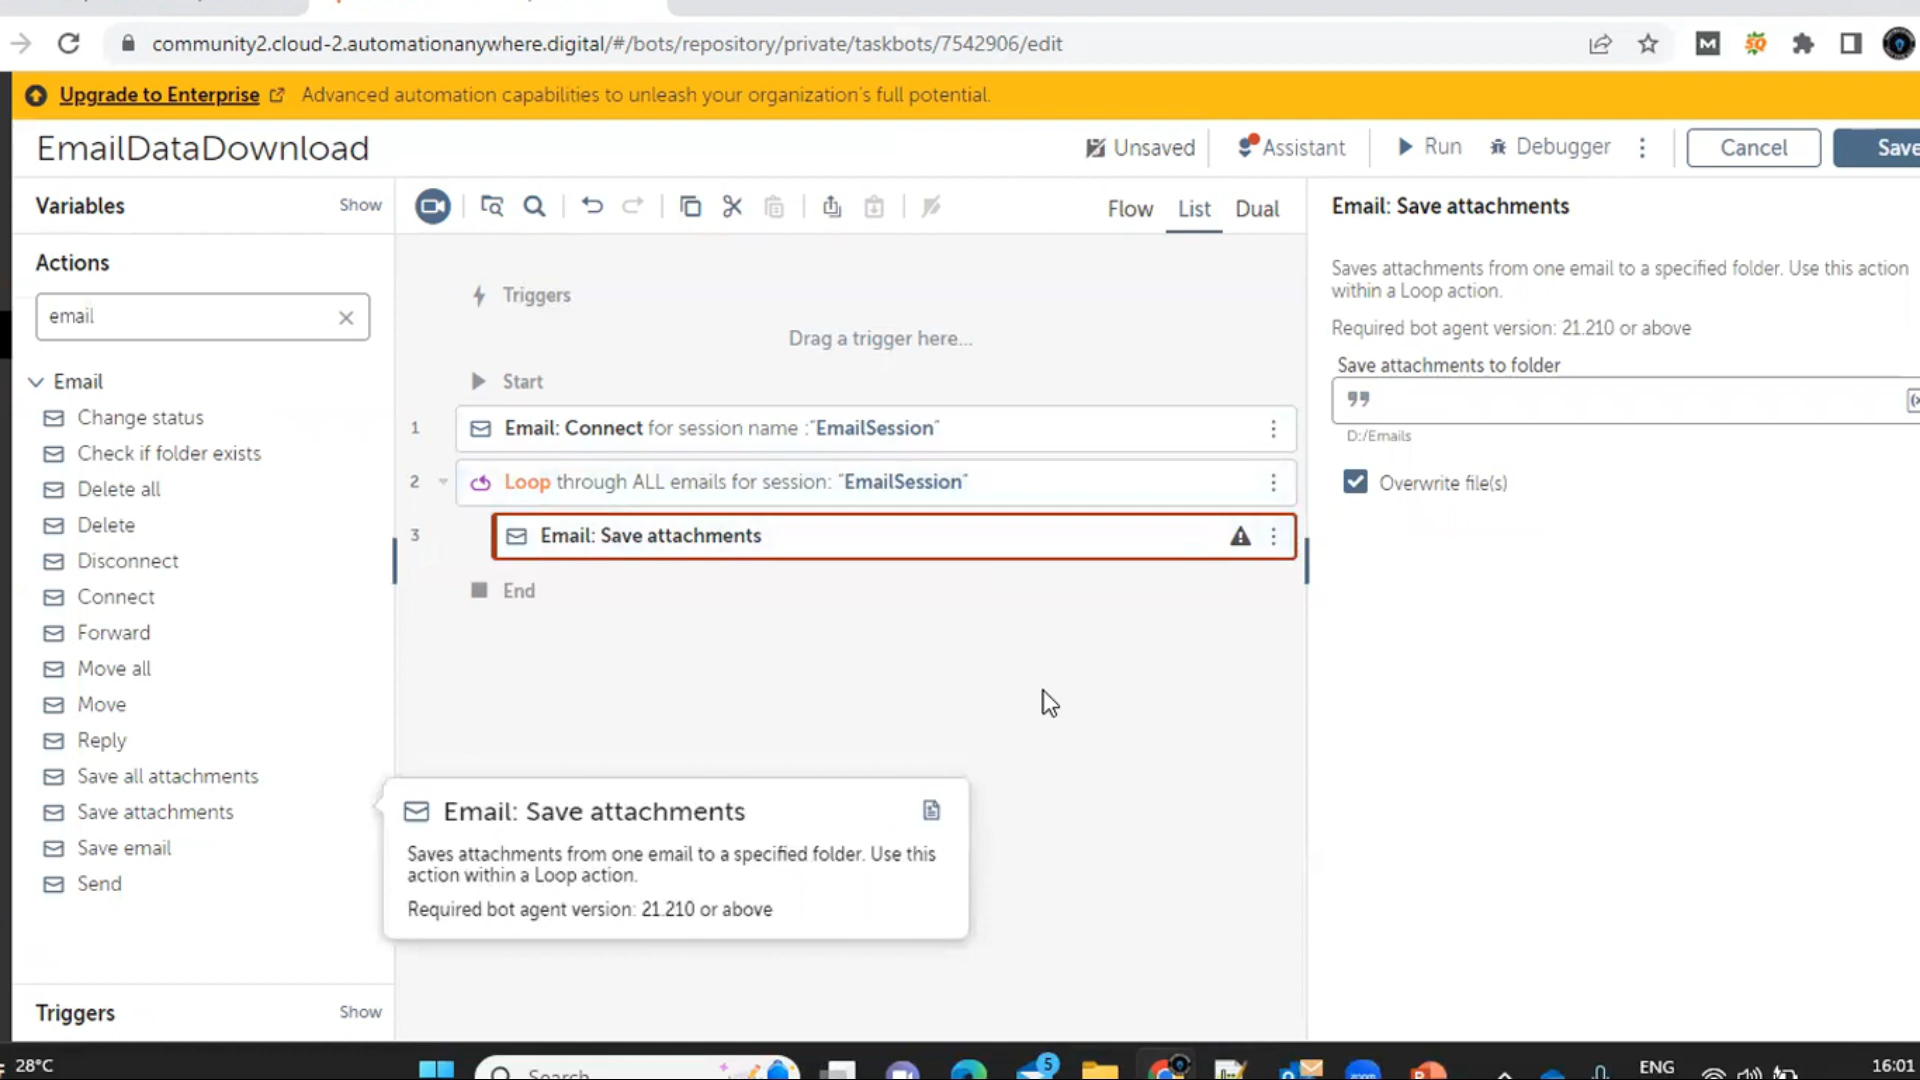 community2.cloud-2.automationanywhere.digital/#/bots/repository/private/taskbots/7542906/edit
Upgrade to Enterprise Advanced automation capabilities to unleash your organization's full potential.
EmailDataDownload
Unsaved
Assistant
Run
Debugger
Cancel
Save
Variables
Show
Flow
List
Dual
Email: Save attachments
Actions
email
Saves attachments from one email to a specified folder. Use this action
within a Loop action.
Required bot agent version: 21.210 or above
Save attachments to folder
D:/Emails
Overwrite file(s)
Triggers
Drag a trigger here...
Start
1
Email: Connect for session name :"EmailSession"
2
Loop through ALL emails for session: "EmailSession"
3
Email: Save attachments
End
Email
Change status
Check if folder exists
Delete all
Delete
Disconnect
Connect
Forward
Move all
Move
Reply
Save all attachments
Save attachments
Save email
Send
Email: Save attachments
Saves attachments from one email to a specified folder. Use this
action within a Loop action.
Required bot agent version: 21.210 or above
Triggers
Show
28°C
Search
5
zoom
ENG
16:01